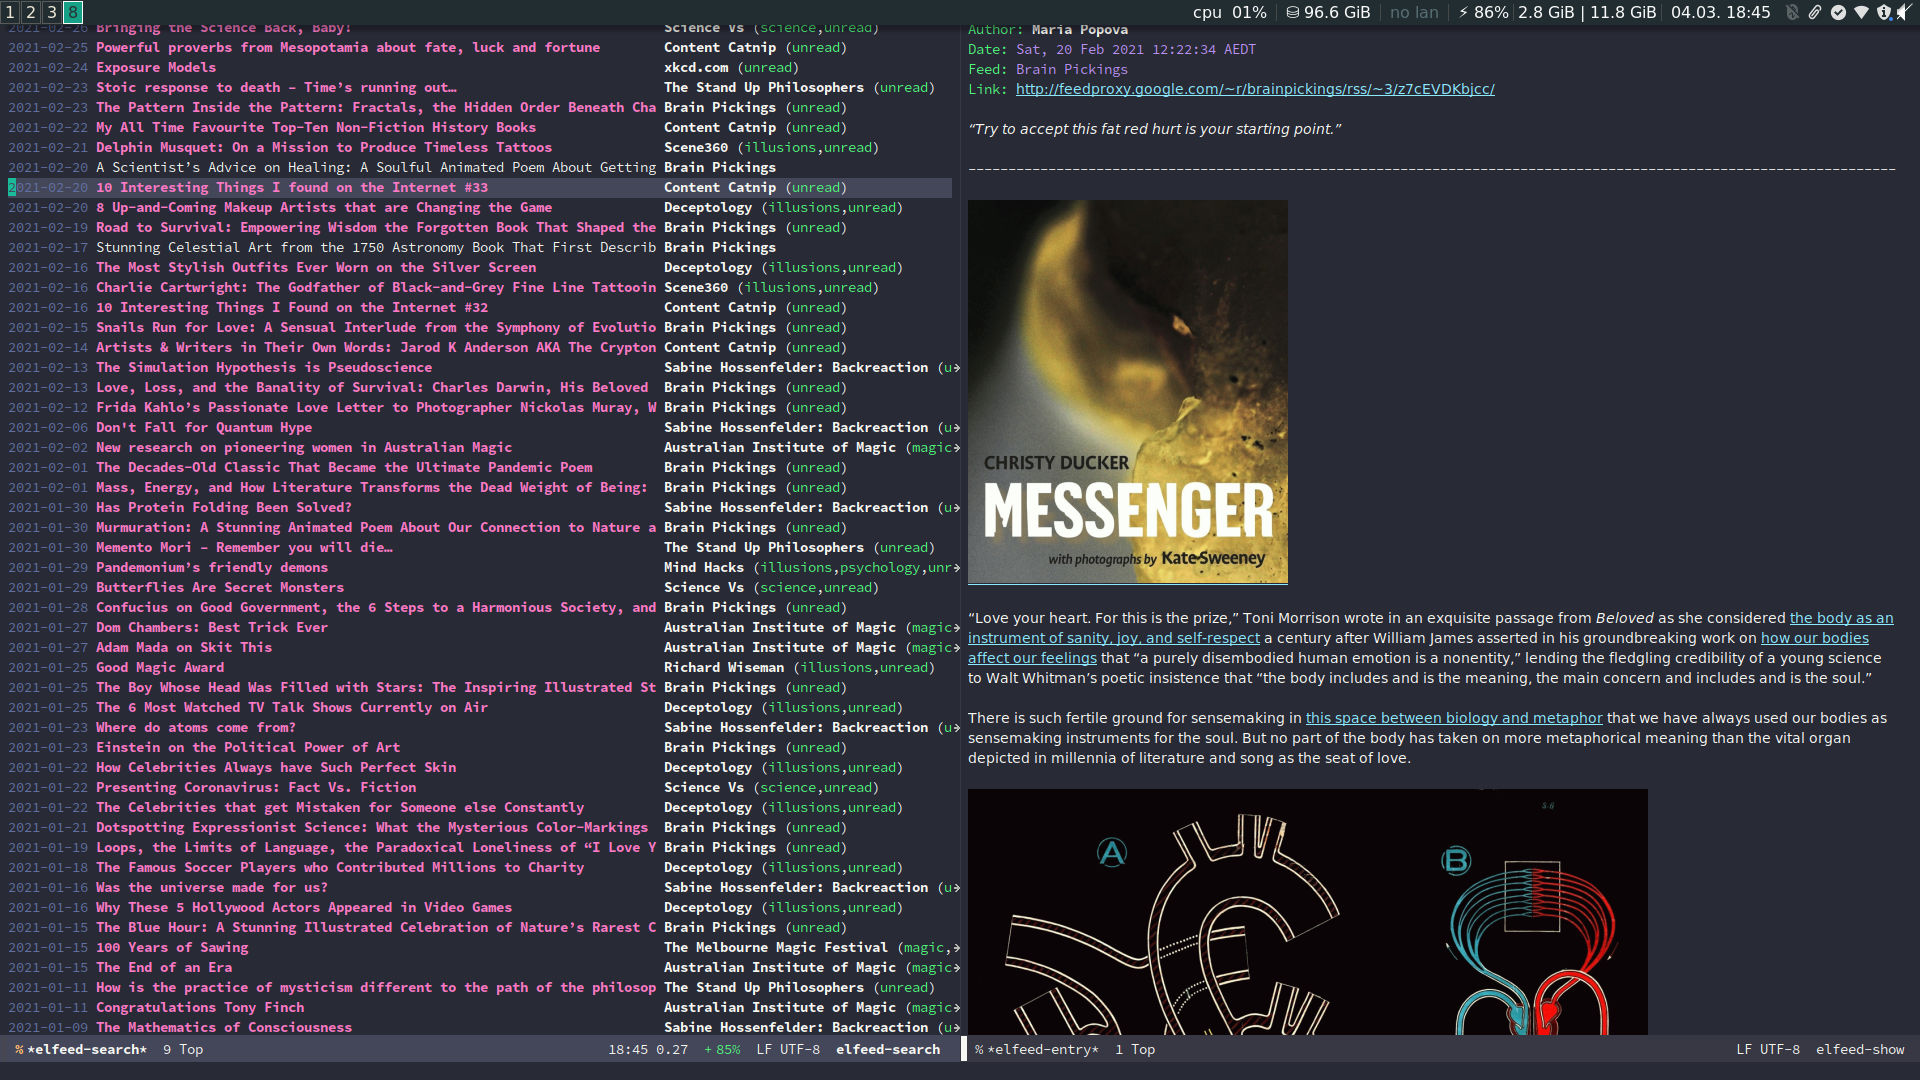 1 2 3 8 cpu 01% 96.6 GiB no lan ⚡ 86% 2.8 GiB | 11.8 GiB 04.03. 18:45
2021-02-26 Bringing the Science Back, Baby! Science Vs (science,unread)
2021-02-25 Powerful proverbs from Mesopotamia about fate, luck and fortune Content Catnip (unread)
2021-02-24 Exposure Models xkcd.com (unread)
2021-02-23 Stoic response to death – Time’s running out… The Stand Up Philosophers (unread)
2021-02-23 The Pattern Inside the Pattern: Fractals, the Hidden Order Beneath Cha Brain Pickings (unread)
2021-02-22 My All Time Favourite Top-Ten Non-Fiction History Books Content Catnip (unread)
2021-02-21 Delphin Musquet: On a Mission to Produce Timeless Tattoos Scene360 (illusions,unread)
2021-02-20 A Scientist’s Advice on Healing: A Soulful Animated Poem About Getting Brain Pickings
2021-02-20 10 Interesting Things I found on the Internet #33 Content Catnip (unread)
2021-02-20 8 Up-and-Coming Makeup Artists that are Changing the Game Deceptology (illusions,unread)
2021-02-19 Road to Survival: Empowering Wisdom the Forgotten Book That Shaped the Brain Pickings (unread)
2021-02-17 Stunning Celestial Art from the 1750 Astronomy Book That First Describ Brain Pickings
2021-02-16 The Most Stylish Outfits Ever Worn on the Silver Screen Deceptology (illusions,unread)
2021-02-16 Charlie Cartwright: The Godfather of Black-and-Grey Fine Line Tattooin Scene360 (illusions,unread)
2021-02-16 10 Interesting Things I Found on the Internet #32 Content Catnip (unread)
2021-02-15 Snails Run for Love: A Sensual Interlude from the Symphony of Evolutio Brain Pickings (unread)
2021-02-14 Artists & Writers in Their Own Words: Jarod K Anderson AKA The Crypton Content Catnip (unread)
2021-02-13 The Simulation Hypothesis is Pseudoscience Sabine Hossenfelder: Backreaction (u→
2021-02-13 Love, Loss, and the Banality of Survival: Charles Darwin, His Beloved Brain Pickings (unread)
2021-02-12 Frida Kahlo’s Passionate Love Letter to Photographer Nickolas Muray, W Brain Pickings (unread)
2021-02-06 Don't Fall for Quantum Hype Sabine Hossenfelder: Backreaction (u→
2021-02-02 New research on pioneering women in Australian Magic Australian Institute of Magic (magic→
2021-02-01 The Decades-Old Classic That Became the Ultimate Pandemic Poem Brain Pickings (unread)
2021-02-01 Mass, Energy, and How Literature Transforms the Dead Weight of Being: Brain Pickings (unread)
2021-01-30 Has Protein Folding Been Solved? Sabine Hossenfelder: Backreaction (u→
2021-01-30 Murmuration: A Stunning Animated Poem About Our Connection to Nature a Brain Pickings (unread)
2021-01-30 Memento Mori – Remember you will die… The Stand Up Philosophers (unread)
2021-01-29 Pandemonium’s friendly demons Mind Hacks (illusions,psychology,unr→
2021-01-29 Butterflies Are Secret Monsters Science Vs (science,unread)
2021-01-28 Confucius on Good Government, the 6 Steps to a Harmonious Society, and Brain Pickings (unread)
2021-01-27 Dom Chambers: Best Trick Ever Australian Institute of Magic (magic→
2021-01-27 Adam Mada on Skit This Australian Institute of Magic (magic→
2021-01-25 Good Magic Award Richard Wiseman (illusions,unread)
2021-01-25 The Boy Whose Head Was Filled with Stars: The Inspiring Illustrated St Brain Pickings (unread)
2021-01-25 The 6 Most Watched TV Talk Shows Currently on Air Deceptology (illusions,unread)
2021-01-23 Where do atoms come from? Sabine Hossenfelder: Backreaction (u→
2021-01-23 Einstein on the Political Power of Art Brain Pickings (unread)
2021-01-22 How Celebrities Always have Such Perfect Skin Deceptology (illusions,unread)
2021-01-22 Presenting Coronavirus: Fact Vs. Fiction Science Vs (science,unread)
2021-01-22 The Celebrities that get Mistaken for Someone else Constantly Deceptology (illusions,unread)
2021-01-21 Dotspotting Expressionist Science: What the Mysterious Color-Markings Brain Pickings (unread)
2021-01-19 Loops, the Limits of Language, the Paradoxical Loneliness of “I Love Y Brain Pickings (unread)
2021-01-18 The Famous Soccer Players who Contributed Millions to Charity Deceptology (illusions,unread)
2021-01-16 Was the universe made for us? Sabine Hossenfelder: Backreaction (u→
2021-01-16 Why These 5 Hollywood Actors Appeared in Video Games Deceptology (illusions,unread)
2021-01-15 The Blue Hour: A Stunning Illustrated Celebration of Nature’s Rarest C Brain Pickings (unread)
2021-01-15 100 Years of Sawing The Melbourne Magic Festival (magic,→
2021-01-15 The End of an Era Australian Institute of Magic (magic→
2021-01-11 How is the practice of mysticism different to the path of the philosop The Stand Up Philosophers (unread)
2021-01-11 Congratulations Tony Finch Australian Institute of Magic (magic→
2021-01-09 The Mathematics of Consciousness Sabine Hossenfelder: Backreaction (u→
% *elfeed-search* 9 Top 18:45 0.27 +85% LF UTF-8 elfeed-search
Author: Maria Popova
Date: Sat, 20 Feb 2021 12:22:34 AEDT
Feed: Brain Pickings
Link: http://feedproxy.google.com/~r/brainpickings/rss/~3/z7cEVDKbjcc/
“Try to accept this fat red hurt is your starting point.”
CHRISTY DUCKER
MESSENGER
with photographs by Kate Sweeney
“Love your heart. For this is the prize,” Toni Morrison wrote in an exquisite passage from Beloved as she considered the body as an
instrument of sanity, joy, and self-respect a century after William James asserted in his groundbreaking work on how our bodies
affect our feelings that “a purely disembodied human emotion is a nonentity,” lending the fledgling credibility of a young science
to Walt Whitman’s poetic insistence that “the body includes and is the meaning, the main concern and includes and is the soul.”
There is such fertile ground for sensemaking in this space between biology and metaphor that we have always used our bodies as
sensemaking instruments for the soul. But no part of the body has taken on more metaphorical meaning than the vital organ
depicted in millennia of literature and song as the seat of love.
A B
% *elfeed-entry* 1 Top LF UTF-8 elfeed-show